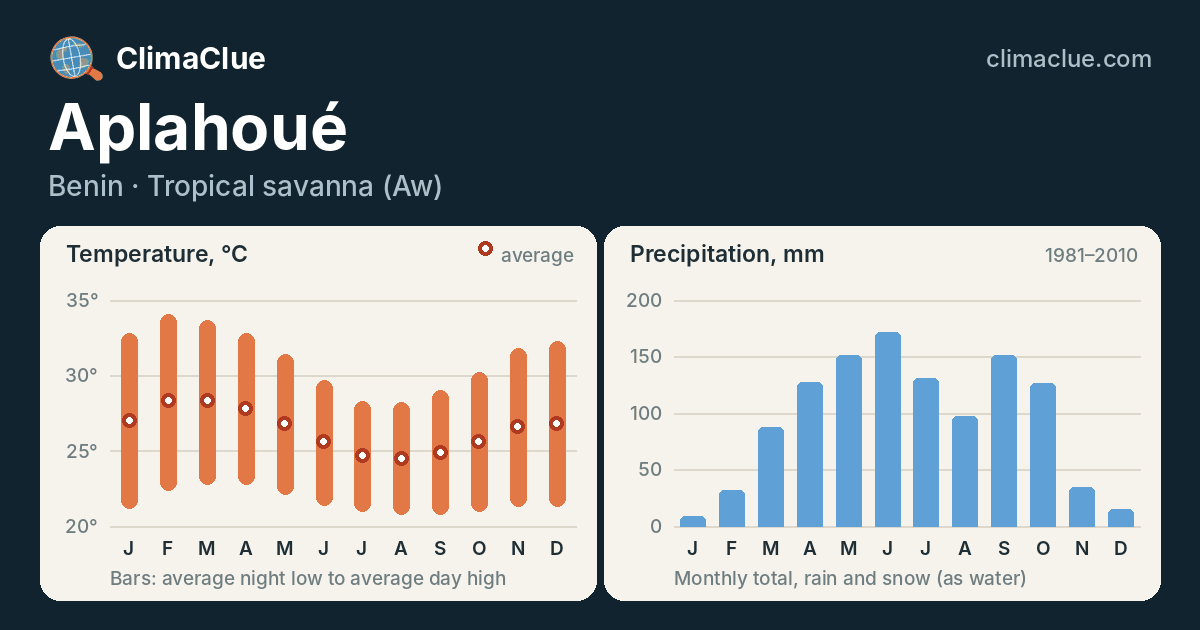 ClimaClue
climaclue.com
Aplahoué
Benin · Tropical savanna (Aw)
Temperature, °C
average
35°
30°
25°
20°
J F M A M J J A S O N D
Bars: average night low to average day high
Precipitation, mm
1981–2010
200
150
100
50
0
J F M A M J J A S O N D
Monthly total, rain and snow (as water)